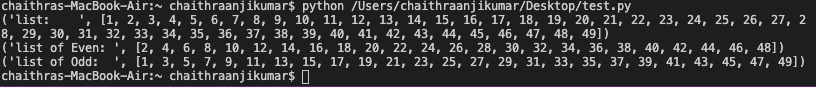 chaithras-MacBook-Air:~ chaithraanjikumar$ python /Users/chaithraanjikumar/Desktop/test.py
('list:    ', [1, 2, 3, 4, 5, 6, 7, 8, 9, 10, 11, 12, 13, 14, 15, 16, 17, 18, 19, 20, 21, 22, 23, 24, 25, 26, 27, 2
8, 29, 30, 31, 32, 33, 34, 35, 36, 37, 38, 39, 40, 41, 42, 43, 44, 45, 46, 47, 48, 49])
('list of Even: ', [2, 4, 6, 8, 10, 12, 14, 16, 18, 20, 22, 24, 26, 28, 30, 32, 34, 36, 38, 40, 42, 44, 46, 48])
('list of Odd:  ', [1, 3, 5, 7, 9, 11, 13, 15, 17, 19, 21, 23, 25, 27, 29, 31, 33, 35, 37, 39, 41, 43, 45, 47, 49])
chaithras-MacBook-Air:~ chaithraanjikumar$